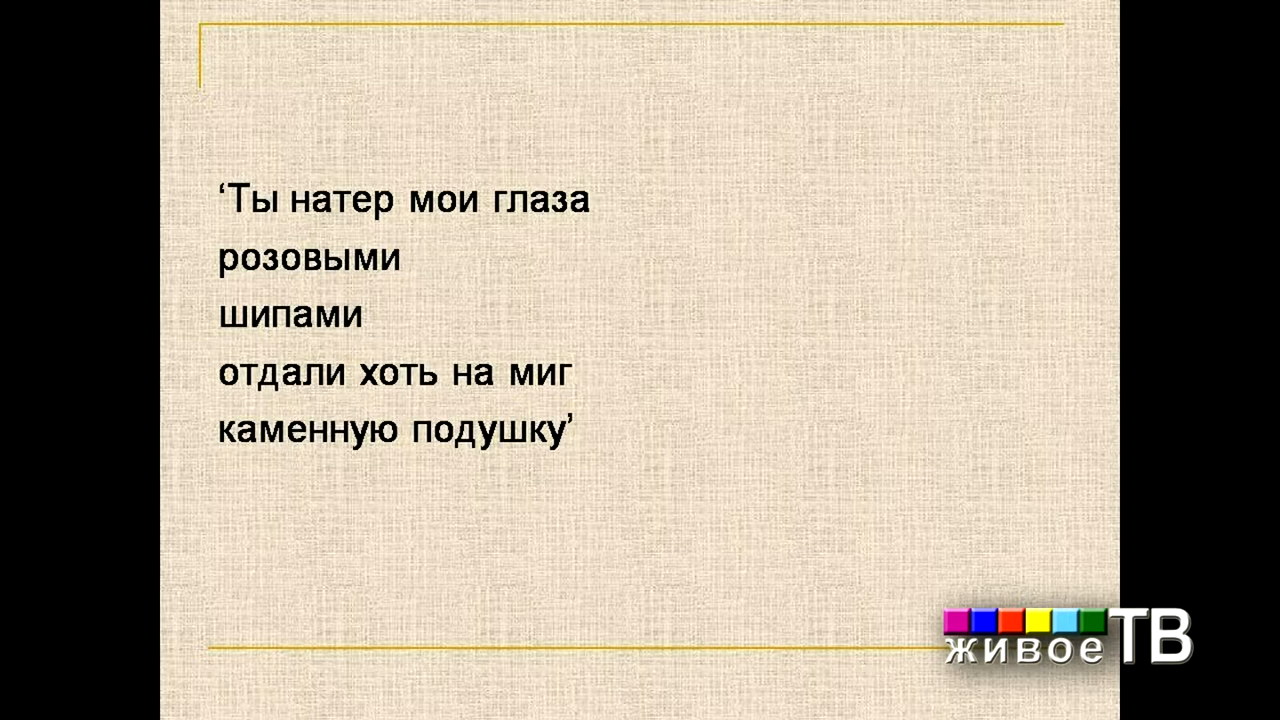 ‘Ты натер мои глаза
розовыми
шипами
отдали хоть на миг
каменную подушку’
живоеТВ